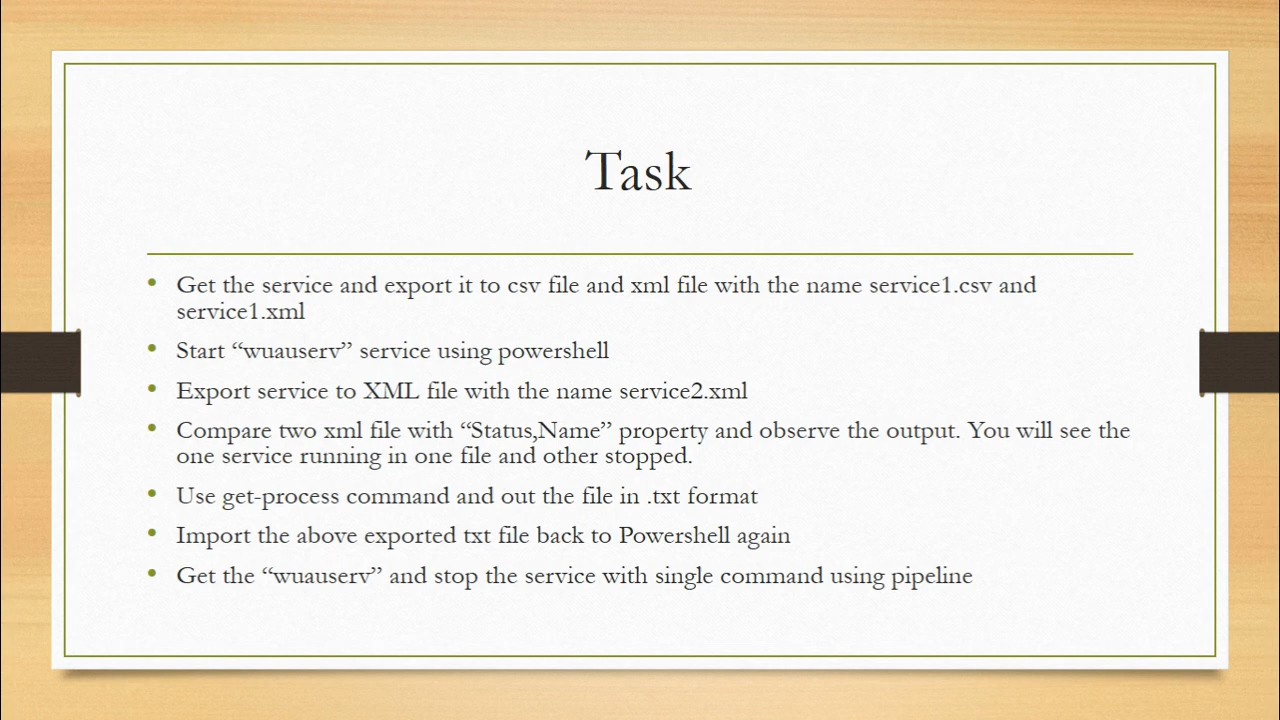 Task
• Get the service and export it to csv file and xml file with the name service1.csv and
service1.xml
• Start “wuauserv” service using powershell
• Export service to XML file with the name service2.xml
• Compare two xml file with “Status,Name” property and observe the output. You will see the
one service running in one file and other stopped.
• Use get-process command and out the file in .txt format
• Import the above exported txt file back to Powershell again
• Get the “wuauserv” and stop the service with single command using pipeline